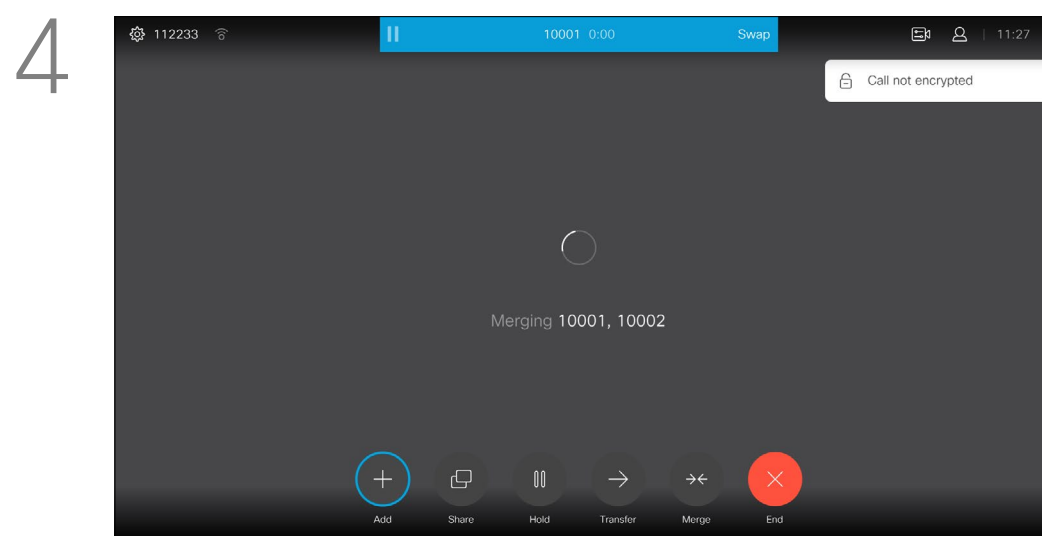 4
112233
10001 0:00 Swap
11:27
Call not encrypted
Merging 10001, 10002
Add Share Hold Transfer Merge End